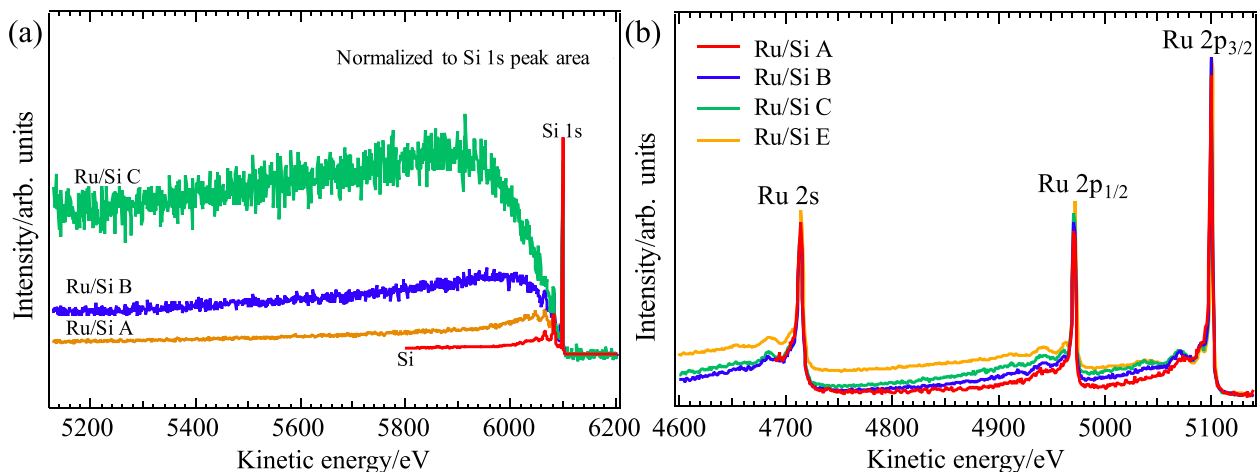 (a)
Normalized to Si 1s peak area
Si 1s
Ru/Si C
Ru/Si B
Ru/Si A
Si
Intensity/arb. units
5200 5400 5600 5800 6000 6200
Kinetic energy/eV
(b)
Ru/Si A
Ru/Si B
Ru/Si C
Ru/Si E
Ru 2p3/2
Ru 2s
Ru 2p1/2
Intensity/arb. units
4600 4700 4800 4900 5000 5100
Kinetic energy/eV